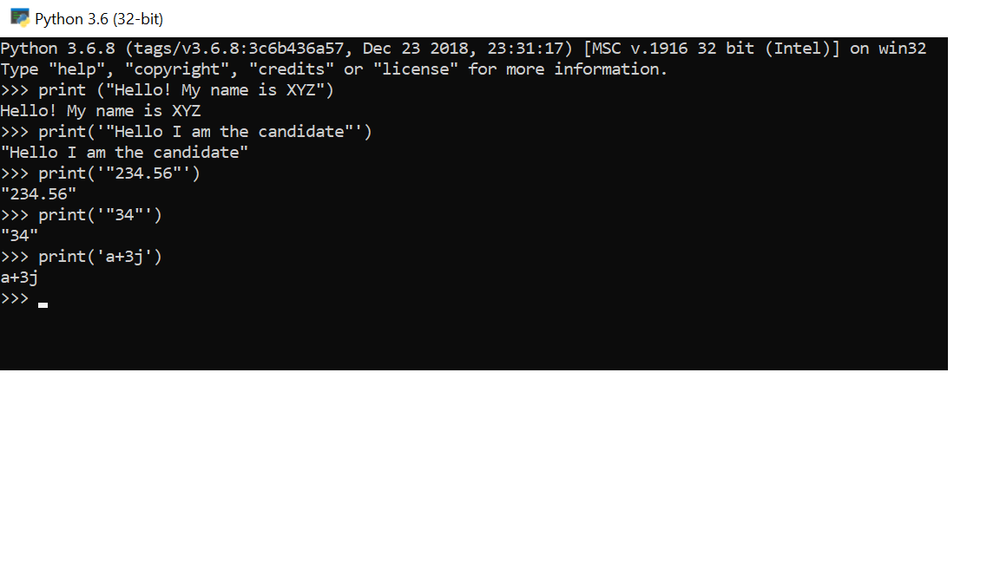 Python 3.6 (32-bit)
Python 3.6.8 (tags/v3.6.8:3c6b436a57, Dec 23 2018, 23:31:17) [MSC v.1916 32 bit (Intel)] on win32
Type "help", "copyright", "credits" or "license" for more information.
>>> print ("Hello! My name is XYZ")
Hello! My name is XYZ
>>> print('"Hello I am the candidate"')
"Hello I am the candidate"
>>> print('"234.56"')
"234.56"
>>> print('"34"')
"34"
>>> print('a+3j')
a+3j
>>>